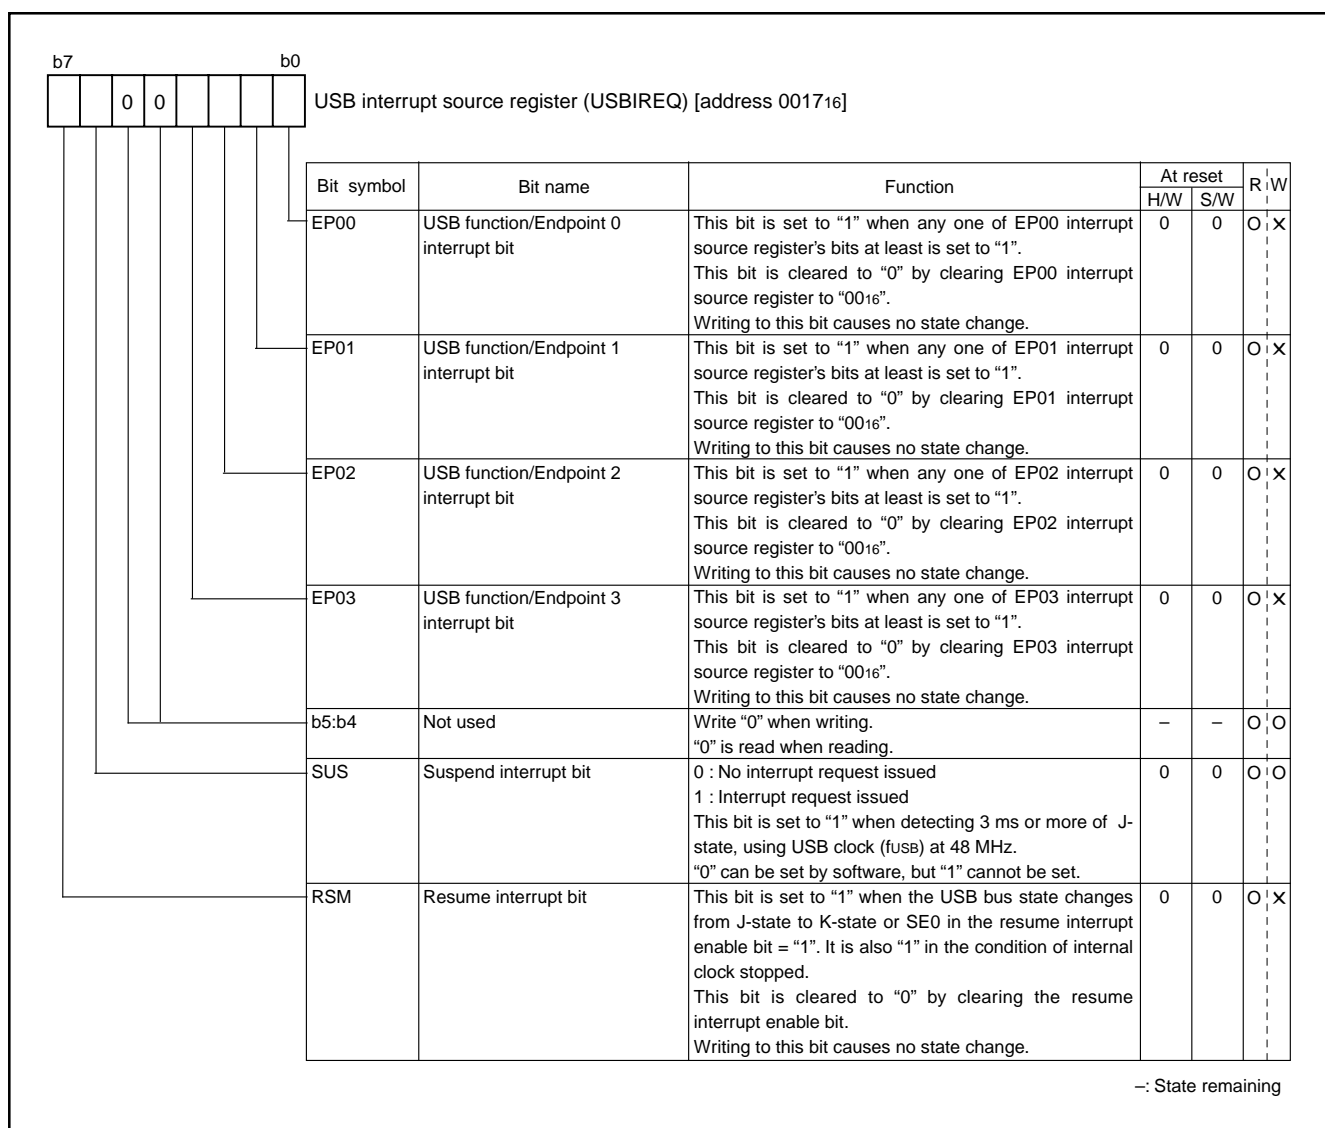 b7 b0
0 0
USB interrupt source register (USBIREQ) [address 001716]
Bit symbol Bit name Function At reset R W
H/W S/W
EP00 USB function/Endpoint 0 This bit is set to “1” when any one of EP00 interrupt 0 0 O ✕
interrupt bit source register's bits at least is set to “1”.
This bit is cleared to “0” by clearing EP00 interrupt
source register to “0016”.
Writing to this bit causes no state change.
EP01 USB function/Endpoint 1 This bit is set to “1” when any one of EP01 interrupt 0 0 O ✕
interrupt bit source register's bits at least is set to “1”.
This bit is cleared to “0” by clearing EP01 interrupt
source register to “0016”.
Writing to this bit causes no state change.
EP02 USB function/Endpoint 2 This bit is set to “1” when any one of EP02 interrupt 0 0 O ✕
interrupt bit source register's bits at least is set to “1”.
This bit is cleared to “0” by clearing EP02 interrupt
source register to “0016”.
Writing to this bit causes no state change.
EP03 USB function/Endpoint 3 This bit is set to “1” when any one of EP03 interrupt 0 0 O ✕
interrupt bit source register's bits at least is set to “1”.
This bit is cleared to “0” by clearing EP03 interrupt
source register to “0016”.
Writing to this bit causes no state change.
b5:b4 Not used Write “0” when writing. – – O O
“0” is read when reading.
SUS Suspend interrupt bit 0 : No interrupt request issued 0 0 O O
1 : Interrupt request issued
This bit is set to “1” when detecting 3 ms or more of J-
state, using USB clock (fUSB) at 48 MHz.
“0” can be set by software, but “1” cannot be set.
RSM Resume interrupt bit This bit is set to “1” when the USB bus state changes 0 0 O ✕
from J-state to K-state or SE0 in the resume interrupt
enable bit = “1”. It is also “1” in the condition of internal
clock stopped.
This bit is cleared to “0” by clearing the resume
interrupt enable bit.
Writing to this bit causes no state change.
–: State remaining